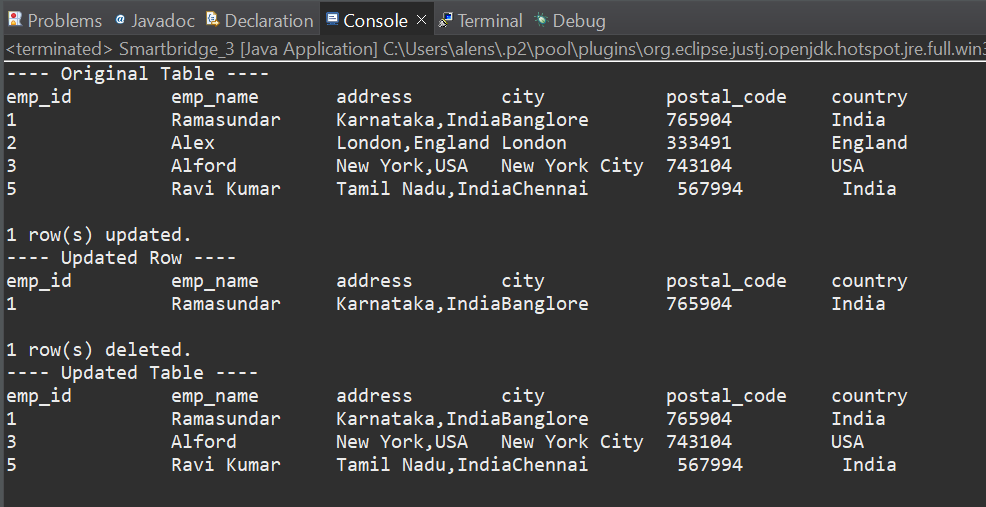 Problems @ Javadoc Declaration Console × Terminal Debug
<terminated> Smartbridge_3 [Java Application] C:\Users\alens\.p2\pool\plugins\org.eclipse.justj.openjdk.hotspot.jre.full.win3
---- Original Table ----
emp_id emp_name address city postal_code country
1 Ramasundar Karnataka,IndiaBanglore 765904 India
2 Alex London,England London 333491 England
3 Alford New York,USA New York City 743104 USA
5 Ravi Kumar Tamil Nadu,IndiaChennai 567994 India
1 row(s) updated.
---- Updated Row ----
emp_id emp_name address city postal_code country
1 Ramasundar Karnataka,IndiaBanglore 765904 India
1 row(s) deleted.
---- Updated Table ----
emp_id emp_name address city postal_code country
1 Ramasundar Karnataka,IndiaBanglore 765904 India
3 Alford New York,USA New York City 743104 USA
5 Ravi Kumar Tamil Nadu,IndiaChennai 567994 India